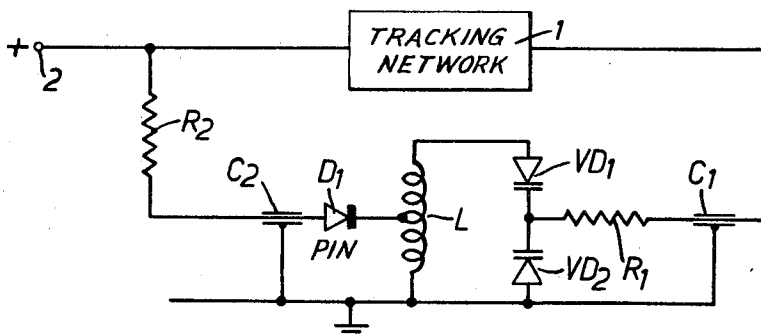 TRACKING
NETWORK
1
+
2
R2
C2
D1
PIN
L
VD1
VD2
R1
C1